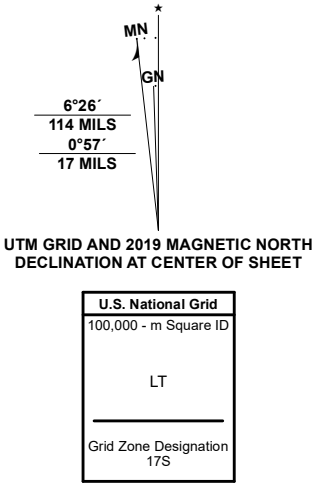 ★
MN
GN
6°26´
114 MILS
0°57´
17 MILS
UTM GRID AND 2019 MAGNETIC NORTH
DECLINATION AT CENTER OF SHEET
U.S. National Grid
100,000 - m Square ID
LT
Grid Zone Designation
17S